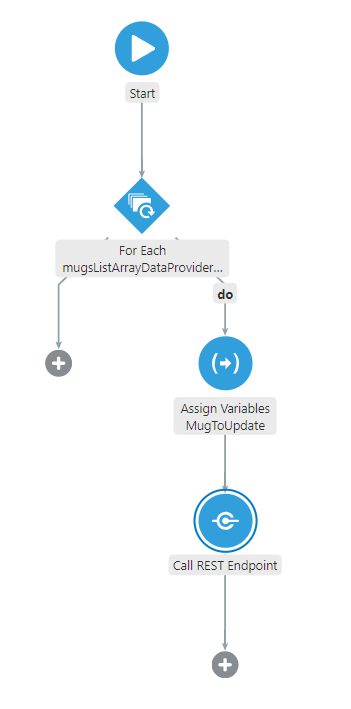 Start
For Each
mugsListArrayDataProvider...
do
Assign Variables
MugToUpdate
Call REST Endpoint